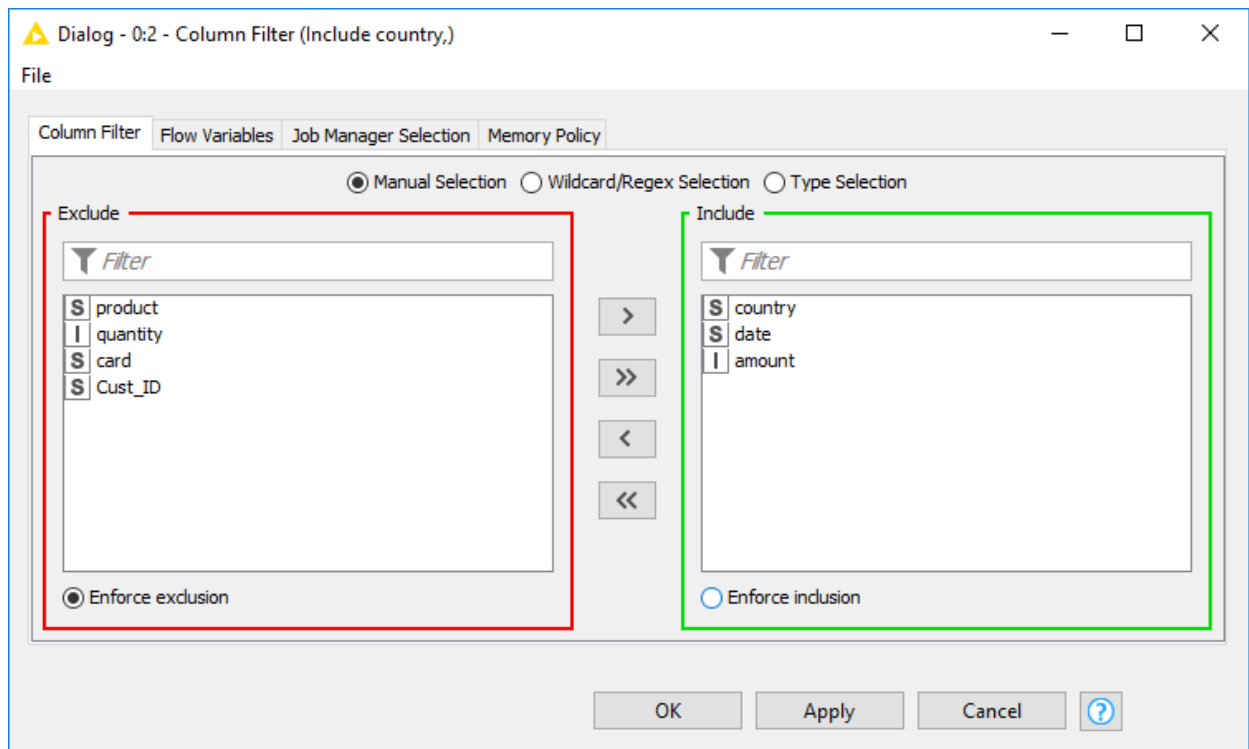 Dialog - 0:2 - Column Filter (Include country,)
File
Column Filter Flow Variables Job Manager Selection Memory Policy
Manual Selection Wildcard/Regex Selection Type Selection
Exclude
Filter
S product
I quantity
S card
S Cust_ID
Enforce exclusion
>
>>
<
<<
Include
Filter
S country
S date
I amount
Enforce inclusion
OK Apply Cancel ?